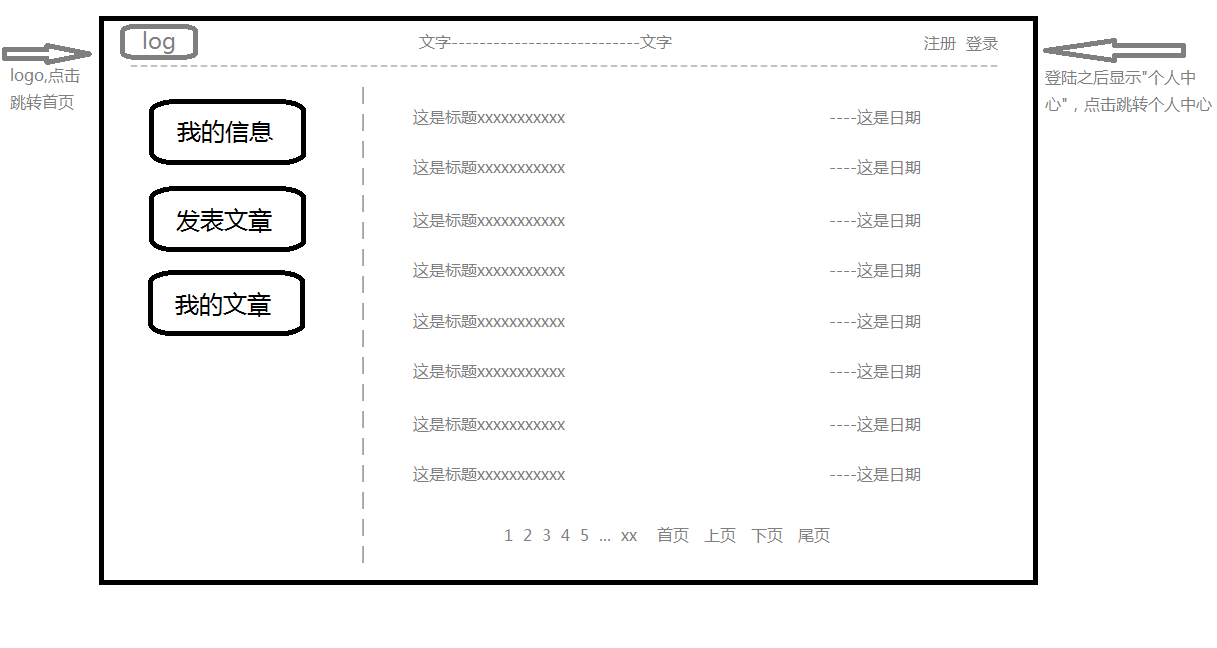 log
文字---------------------------文字
注册 登录
logo,点击
跳转首页
登陆之后显示"个人中
心"，点击跳转个人中心
我的信息
发表文章
我的文章
这是标题xxxxxxxxxxx ----这是日期
这是标题xxxxxxxxxxx ----这是日期
这是标题xxxxxxxxxxx ----这是日期
这是标题xxxxxxxxxxx ----这是日期
这是标题xxxxxxxxxxx ----这是日期
这是标题xxxxxxxxxxx ----这是日期
这是标题xxxxxxxxxxx ----这是日期
这是标题xxxxxxxxxxx ----这是日期
1 2 3 4 5 ... xx 首页 上页 下页 尾页